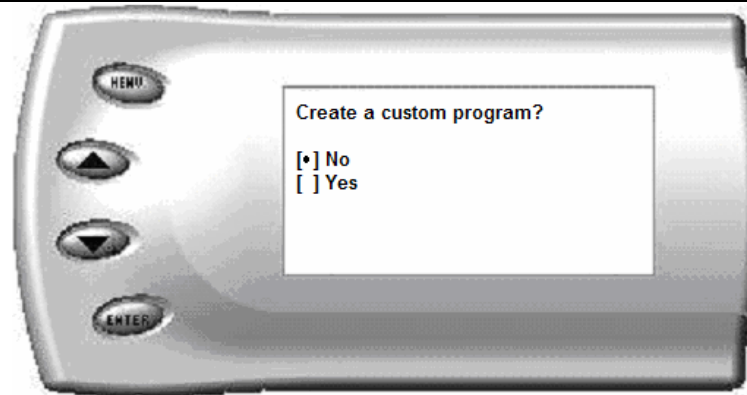 MENU
Create a custom program?
[•] No
[ ] Yes
ENTER